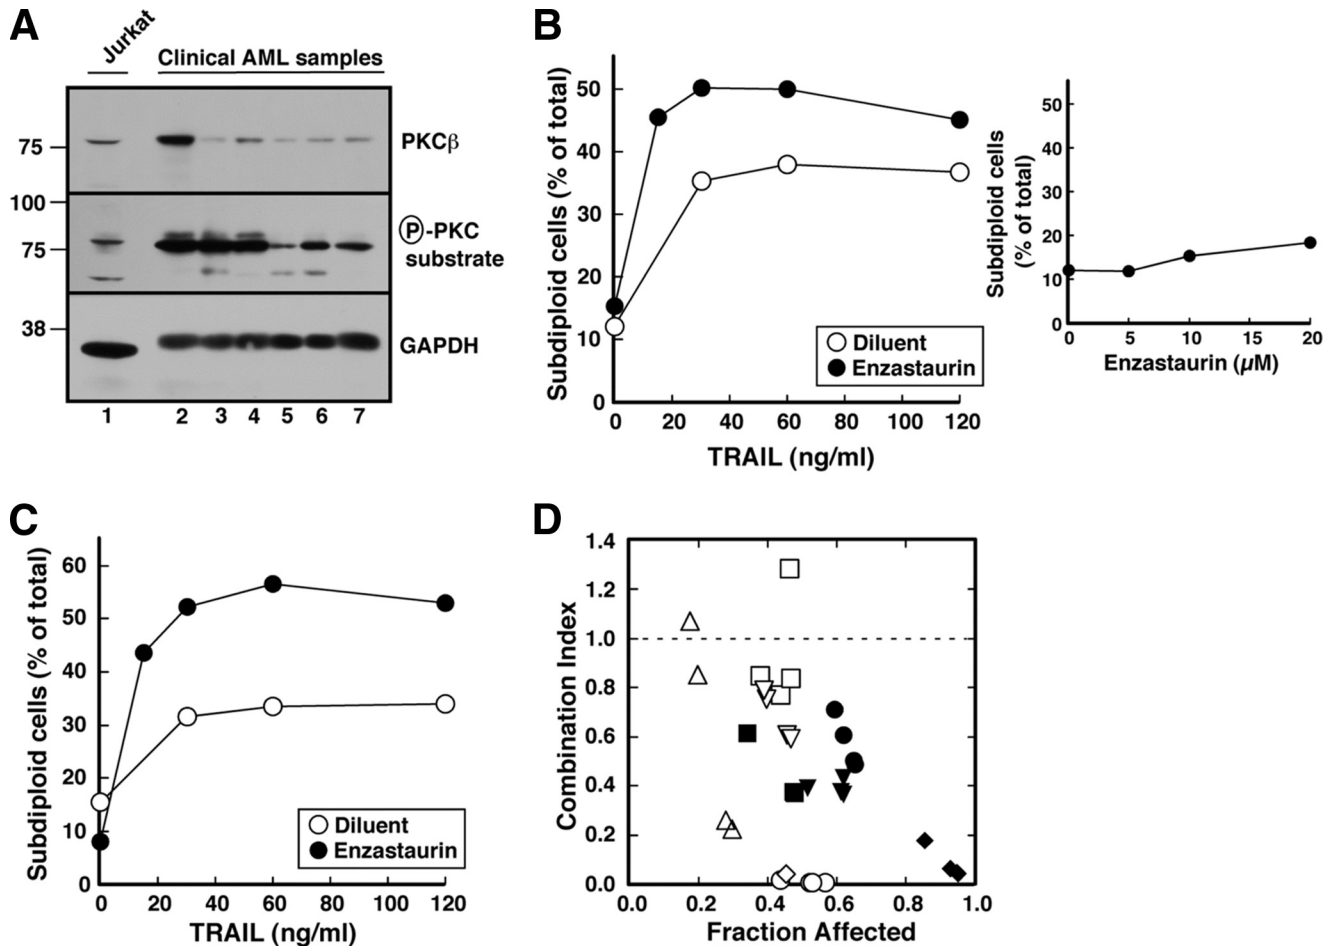 A
Jurkat
Clinical AML samples
75
PKCβ
100
75
P-PKC
substrate
38
GAPDH
1 2 3 4 5 6 7
B
Subdiploid cells (% of total)
50
40
30
20
10
0
0 20 40 60 80 100 120
TRAIL (ng/ml)
Diluent
Enzastaurin
Subdiploid cells
(% of total)
50
40
30
20
10
0
0 5 10 15 20
Enzastaurin (µM)
C
Subdiploid cells (% of total)
60
50
40
30
20
10
0
0 20 40 60 80 100 120
TRAIL (ng/ml)
Diluent
Enzastaurin
D
Combination Index
1.4
1.2
1.0
0.8
0.6
0.4
0.2
0.0
0.0 0.2 0.4 0.6 0.8 1.0
Fraction Affected